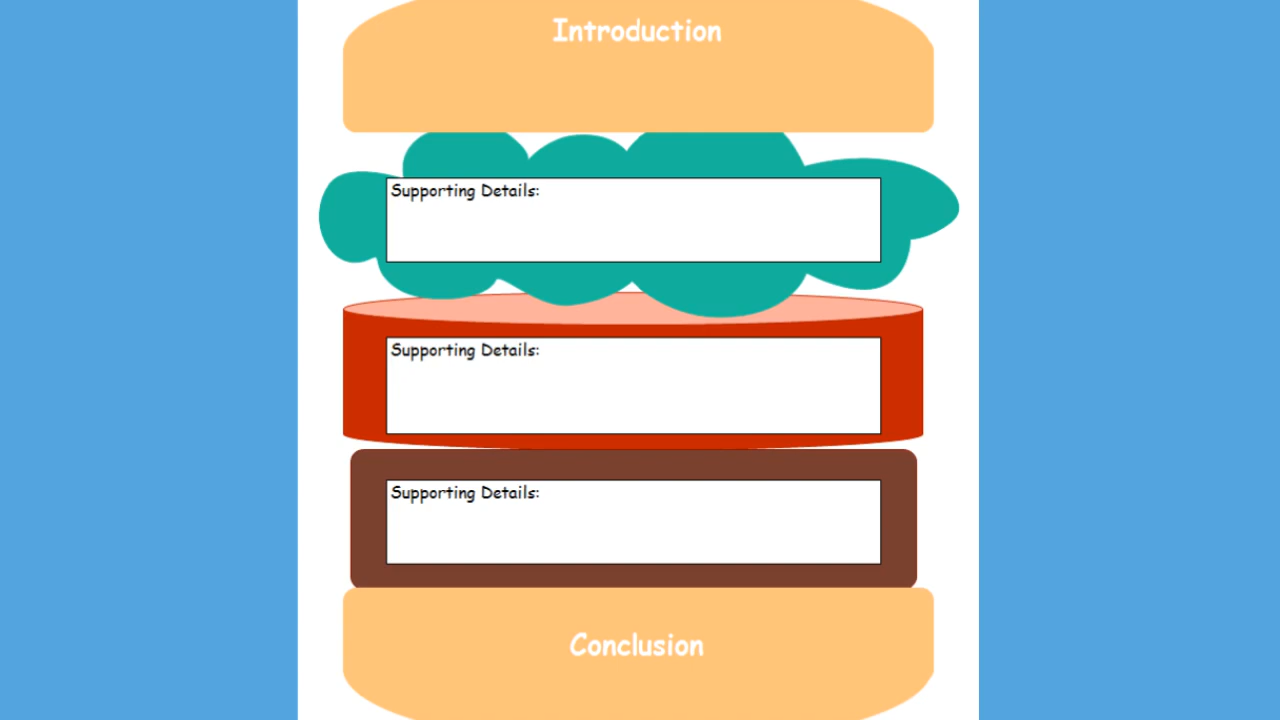 Introduction
Supporting Details:
Supporting Details:
Supporting Details:
Conclusion